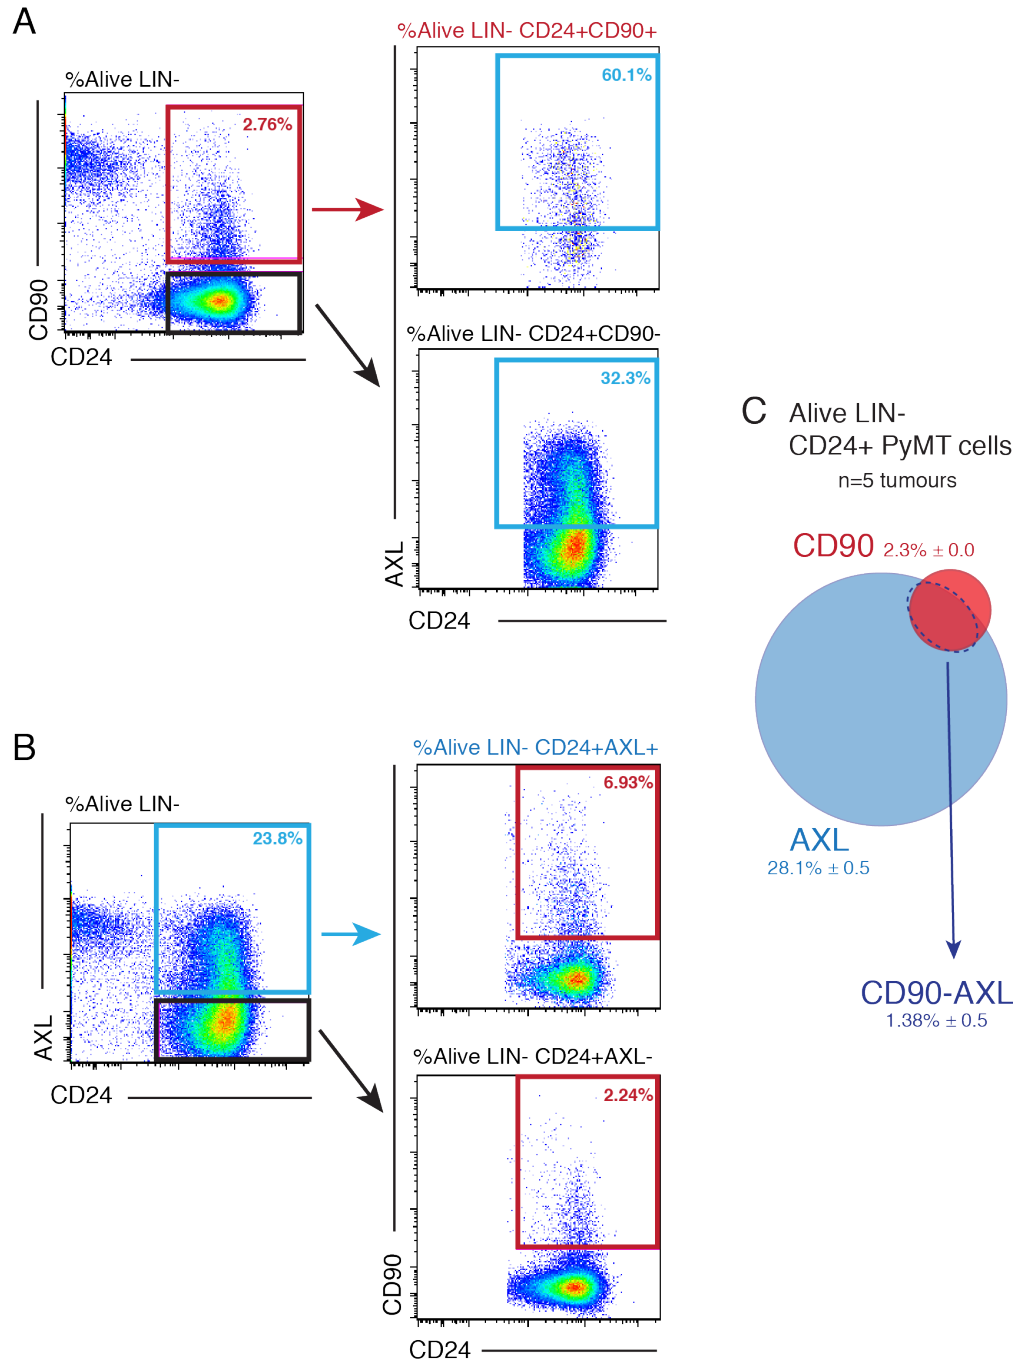 A
%Alive LIN- CD24+CD90+
60.1%
%Alive LIN-
2.76%
CD90
CD24
%Alive LIN- CD24+CD90-
32.3%
AXL
CD24
C
Alive LIN-
CD24+ PyMT cells
n=5 tumours
CD90 2.3% ± 0.0
AXL
28.1% ± 0.5
CD90-AXL
1.38% ± 0.5
B
%Alive LIN- CD24+AXL+
6.93%
%Alive LIN-
23.8%
AXL
CD24
%Alive LIN- CD24+AXL-
2.24%
CD90
CD24